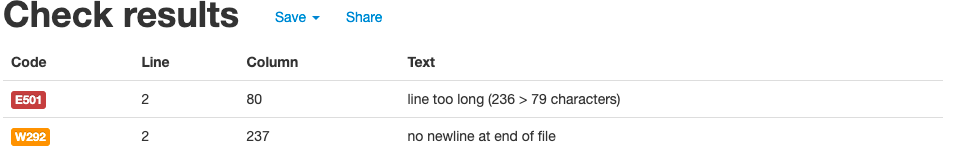 Check results Save Share
Code Line Column Text
E501 2 80 line too long (236 > 79 characters)
W292 2 237 no newline at end of file